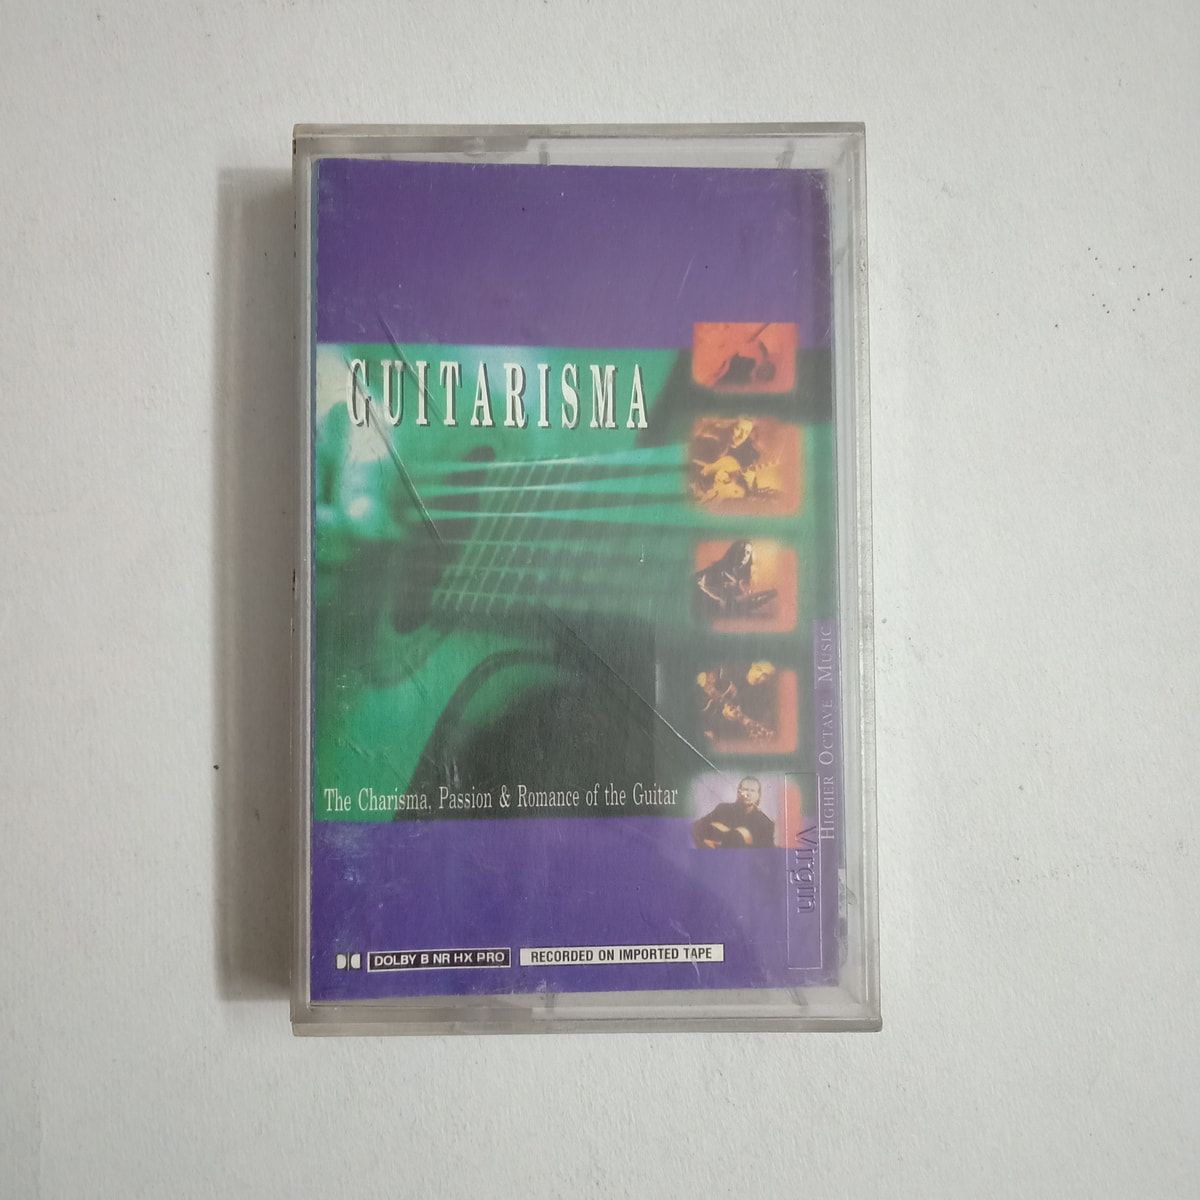 GUITARISMA
The Charisma, Passion & Romance of the Guitar
HIGHER OCTAVE MUSIC
Virgin
DOLBY B NR HX PRO
RECORDED ON IMPORTED TAPE